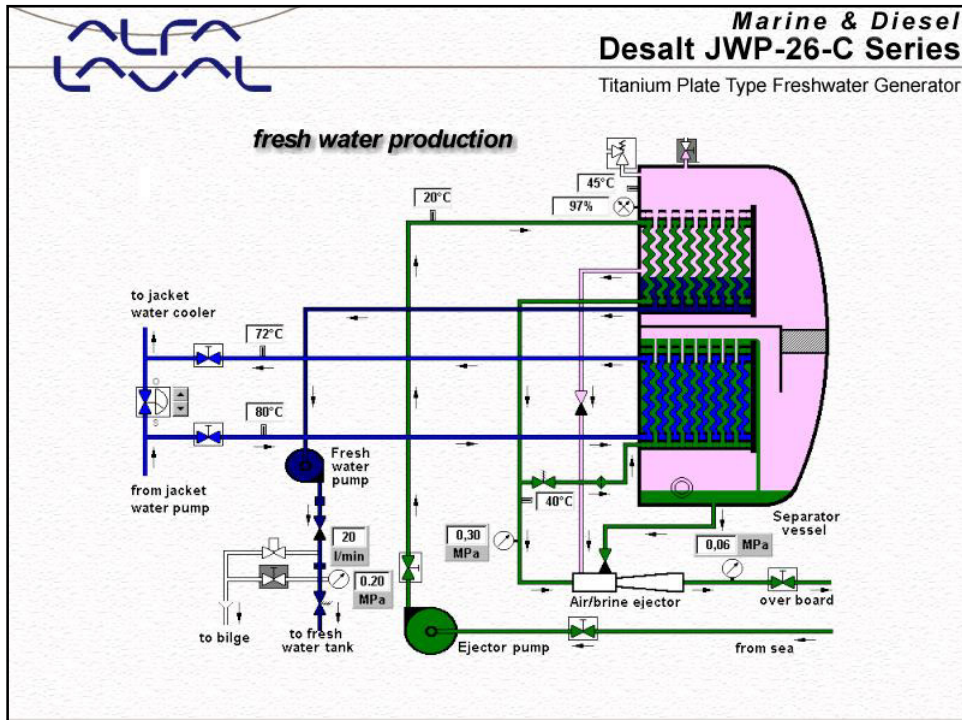 ALFA
LAVAL
Marine & Diesel
Desalt JWP-26-C Series
Titanium Plate Type Freshwater Generator
fresh water production
45°C
20°C
97%
to jacket
water cooler
72°C
80°C
from jacket
water pump
Fresh
water
pump
40°C
Separator
vessel
20
l/min
0,30
MPa
0,06 MPa
0.20
MPa
Air/brine ejector
over board
to bilge
to fresh
water tank
Ejector pump
from sea